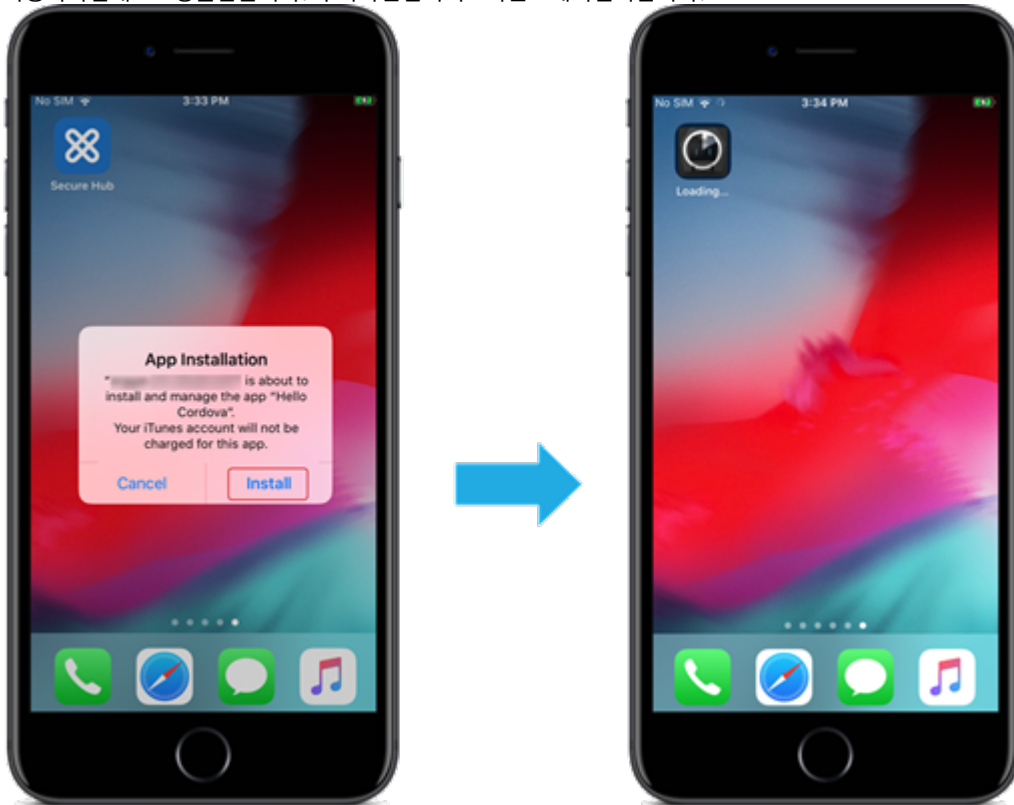 No SIM
3:33 PM
Secure Hub
App Installation
" is about to
install and manage the app "Hello
Cordova".
Your iTunes account will not be
charged for this app.
Cancel
Install
No SIM
3:34 PM
Loading...